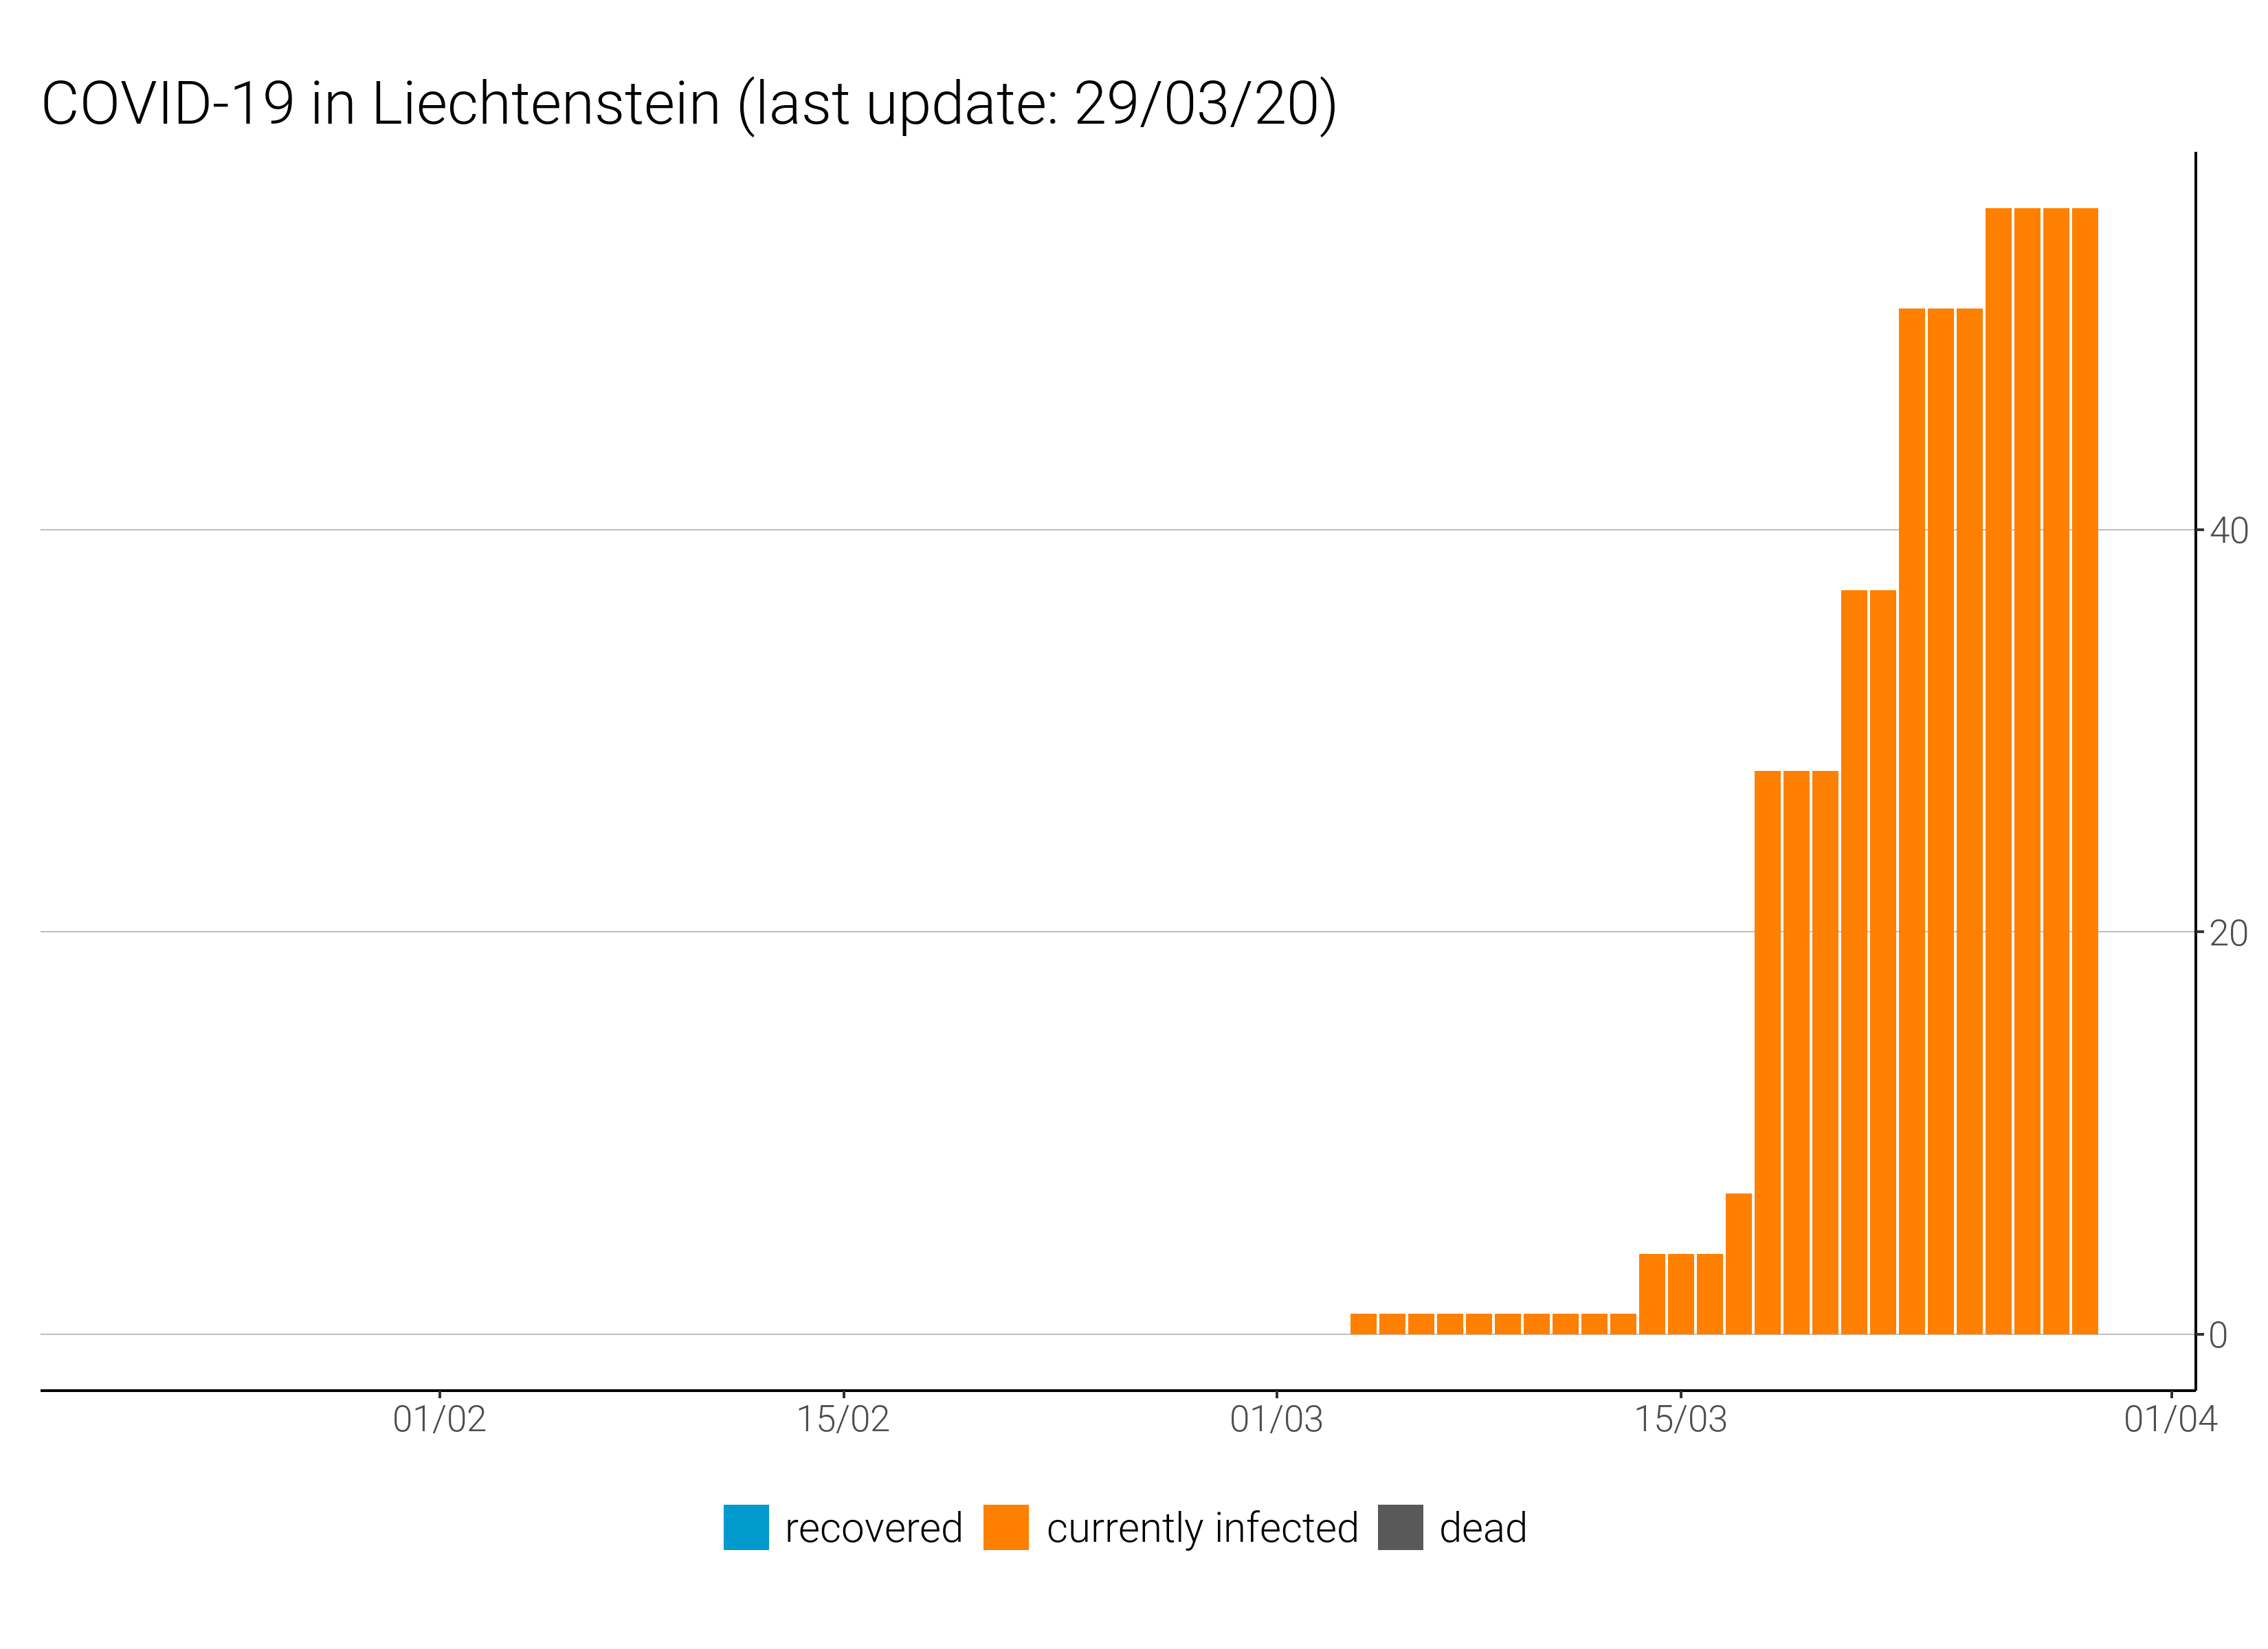 COVID-19 in Liechtenstein (last update: 29/03/20)
40
20
0
01/02 15/02 01/03 15/03 01/04
recovered currently infected dead